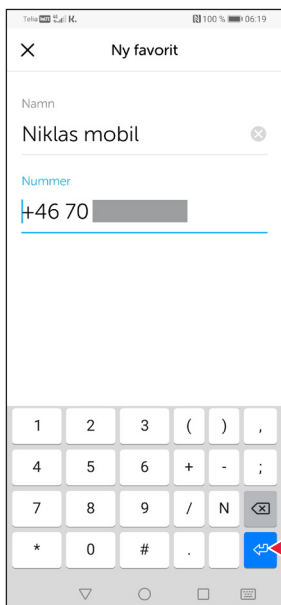 Telia 4G K. N 100 % 06:19
Ny favorit
Namn
Niklas mobil
Nummer
+46 70
1 2 3 ( ) ,
4 5 6 + - ;
7 8 9 / N
* 0 # .